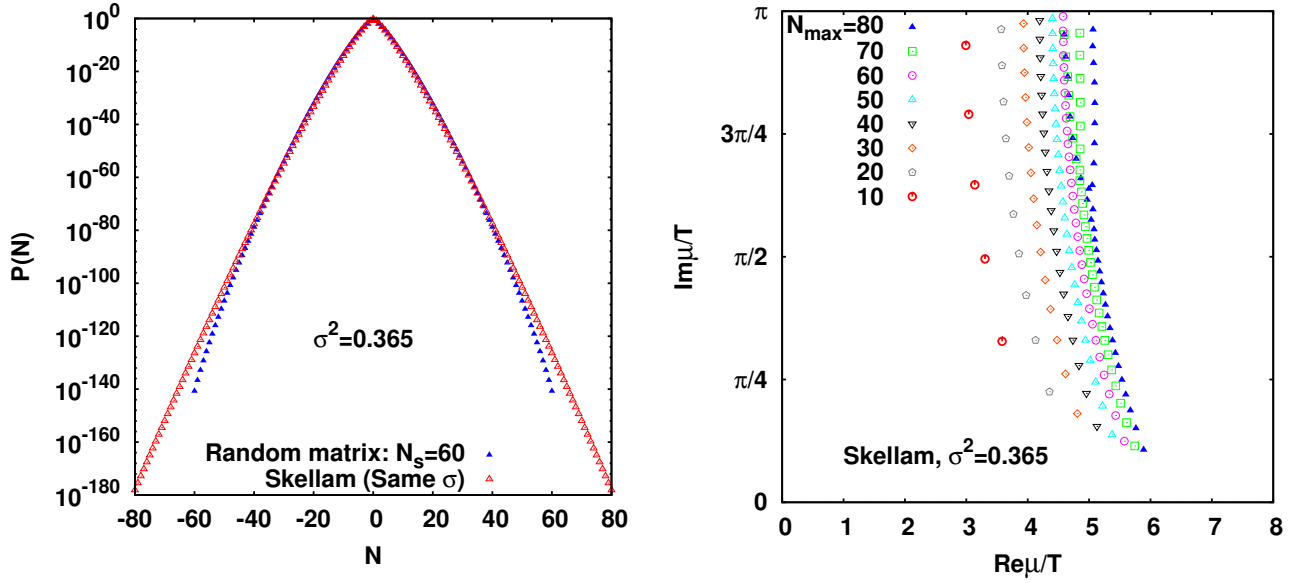 10^0
10^-20
10^-40
10^-60
10^-80
10^-100
10^-120
10^-140
10^-160
10^-180
P(N)
σ^2=0.365
Random matrix: N_s=60
Skellam (Same σ)
-80 -60 -40 -20 0 20 40 60 80
N
π
3π/4
π/2
π/4
0
Imμ/T
N_max=80
70
60
50
40
30
20
10
Skellam, σ^2=0.365
0 1 2 3 4 5 6 7 8
Reμ/T